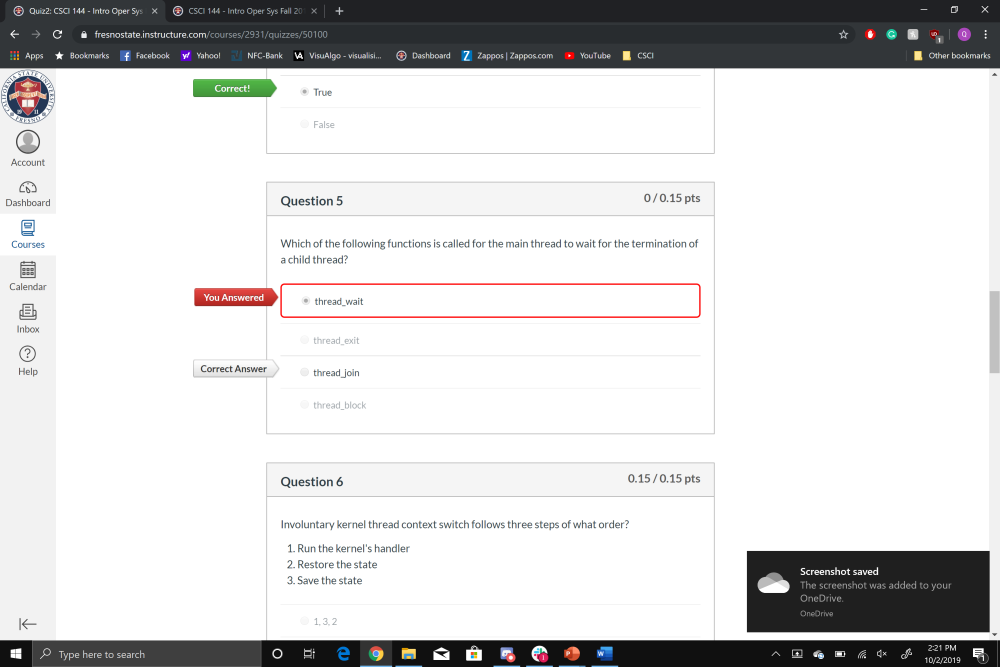 Quiz2: CSCI 144 - Intro Oper Sys
CSCI 144 - Intro Oper Sys Fall 20
fresnostate.instructure.com/courses/2931/quizzes/50100
Apps
Bookmarks
Facebook
Yahoo!
NFC-Bank
VisuAlgo - visualisi...
Dashboard
Zappos | Zappos.com
YouTube
CSCI
Other bookmarks
Account
Dashboard
Courses
Calendar
Inbox
Help
Correct!
True
False
Question 5
0 / 0.15 pts
Which of the following functions is called for the main thread to wait for the termination of
a child thread?
You Answered
thread_wait
thread_exit
Correct Answer
thread_join
thread_block
Question 6
0.15 / 0.15 pts
Involuntary kernel thread context switch follows three steps of what order?
1. Run the kernel's handler
2. Restore the state
3. Save the state
1, 3, 2
Screenshot saved
The screenshot was added to your
OneDrive.
OneDrive
Type here to search
2:21 PM
10/2/2019